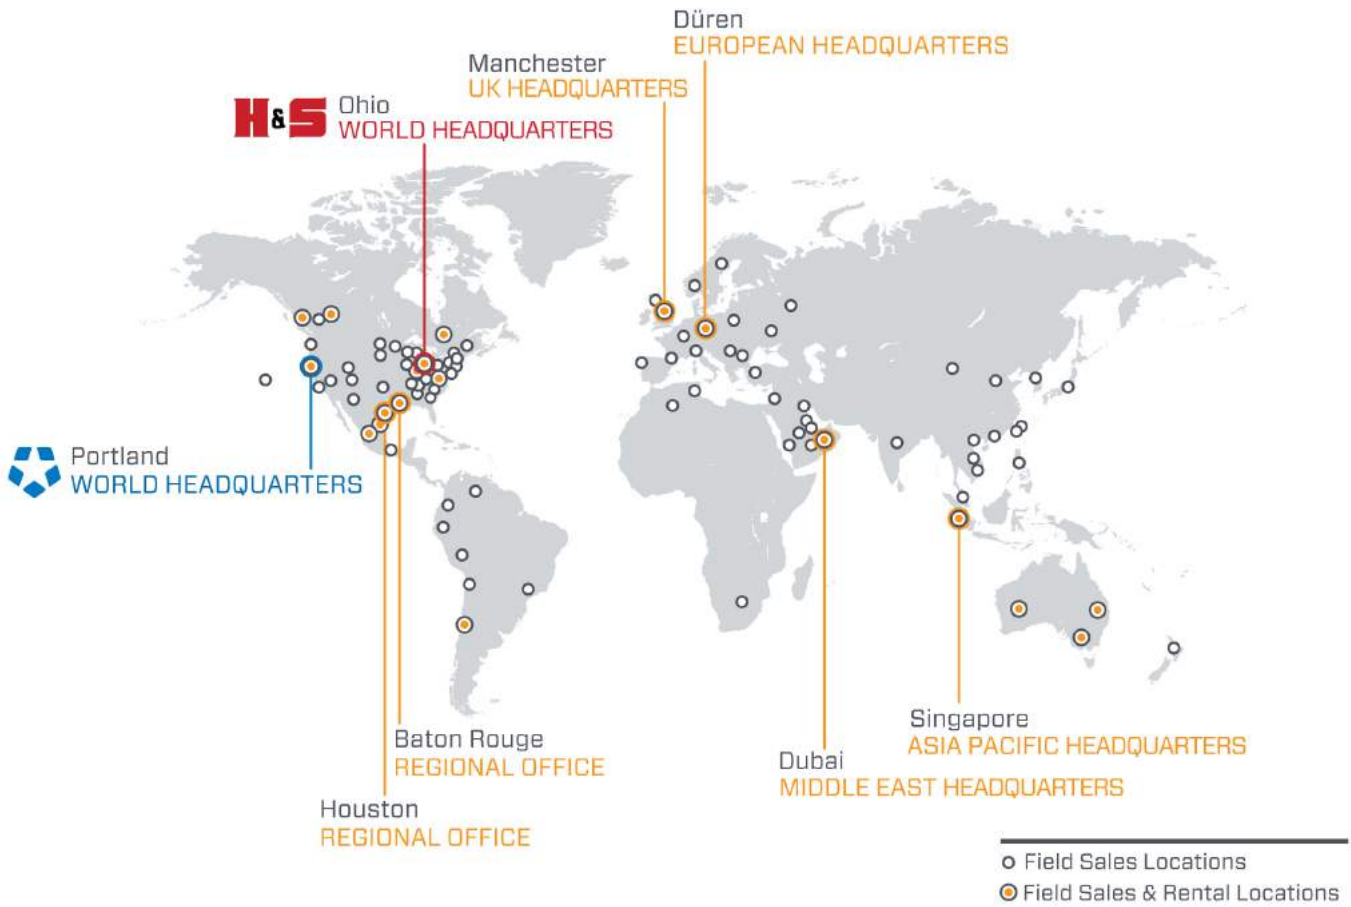 Düren
EUROPEAN HEADQUARTERS
Manchester
UK HEADQUARTERS
H&S
Ohio
WORLD HEADQUARTERS
Portland
WORLD HEADQUARTERS
Baton Rouge
REGIONAL OFFICE
Houston
REGIONAL OFFICE
Singapore
ASIA PACIFIC HEADQUARTERS
Dubai
MIDDLE EAST HEADQUARTERS
Field Sales Locations
Field Sales & Rental Locations